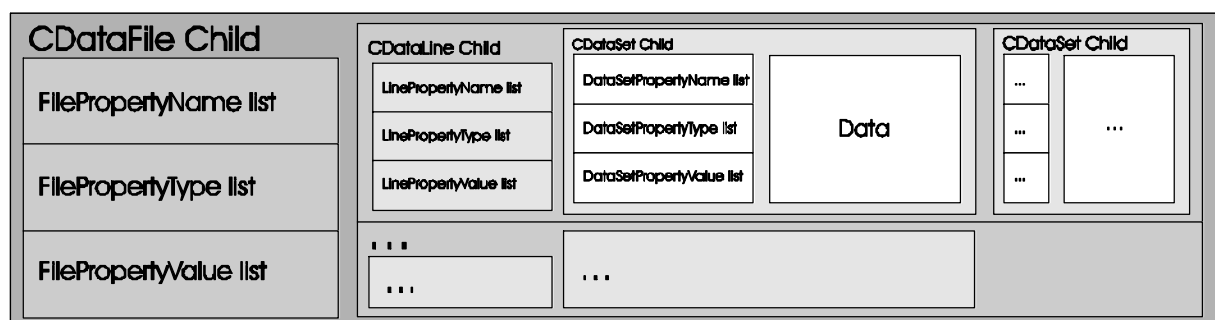 CDataFile Child
FilePropertyName list
FilePropertyType list
FilePropertyValue list
CDataLine Child
LinePropertyName list
LinePropertyType list
LinePropertyValue list
CDataSet Child
DataSetPropertyName list
DataSetPropertyType list
DataSetPropertyValue list
Data
CDataSet Child
...
...
...
...
...
...
...